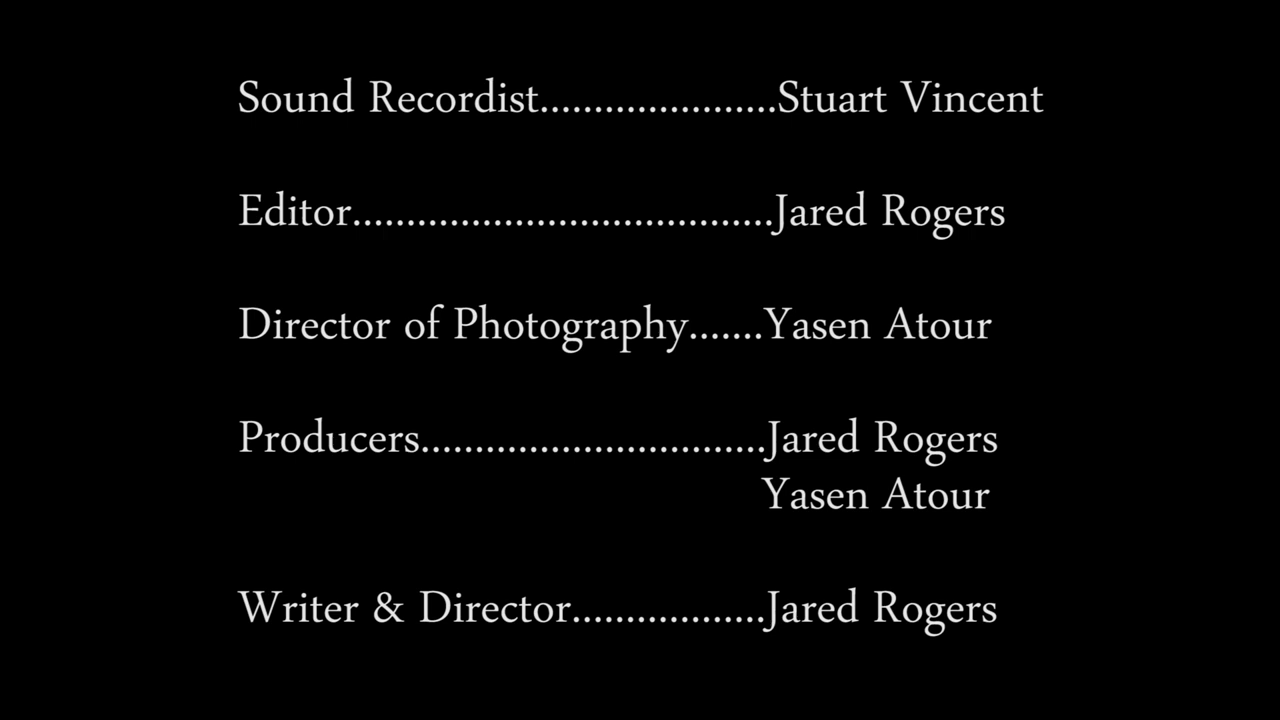 Sound Recordist......................Stuart Vincent
Editor.......................................Jared Rogers
Director of Photography.......Yasen Atour
Producers................................Jared Rogers
Yasen Atour
Writer & Director..................Jared Rogers